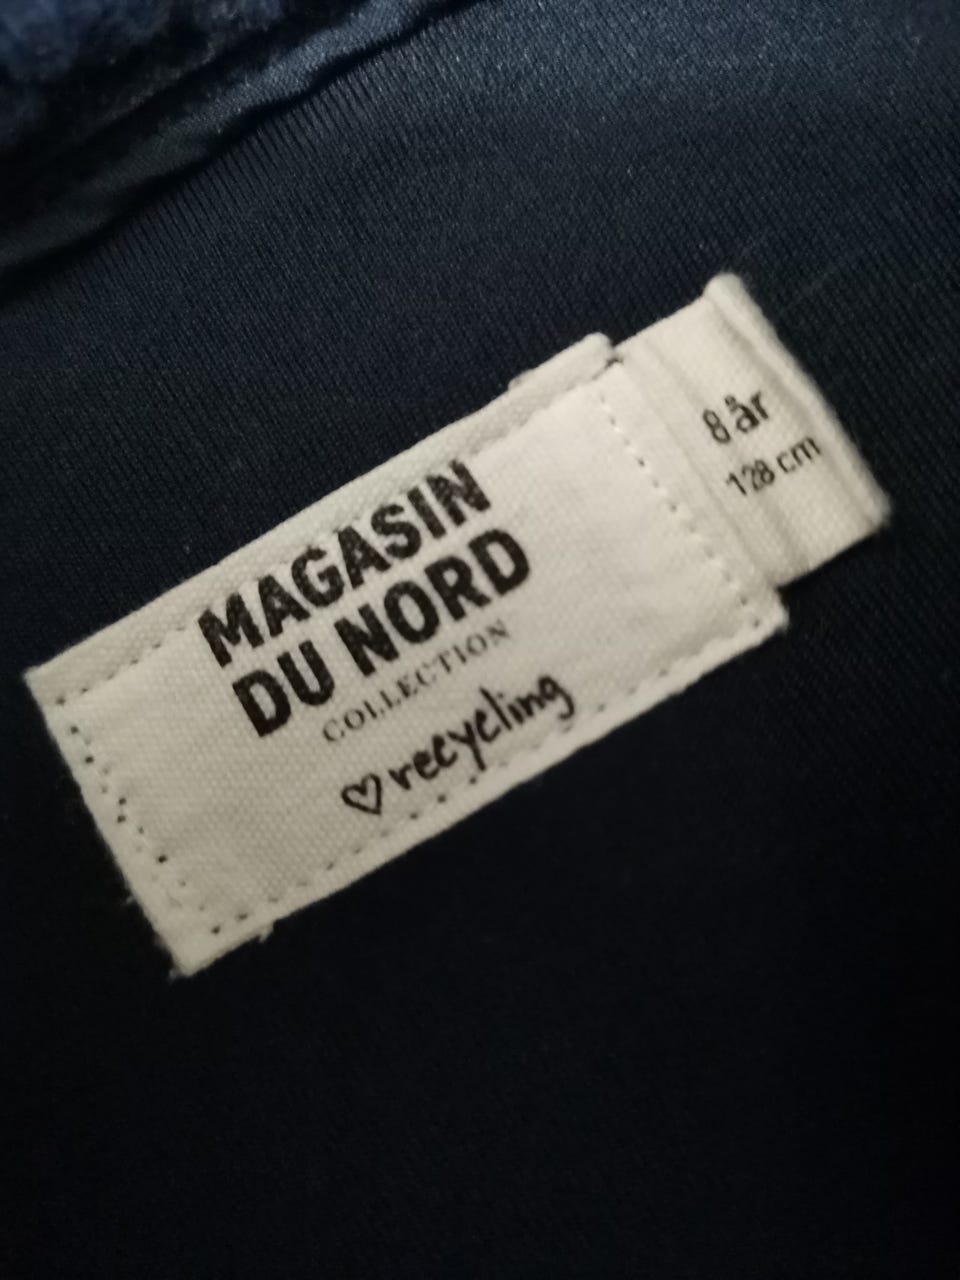 MAGASIN
DU NORD
COLLECTION
♡ recycling
8 år
128 cm